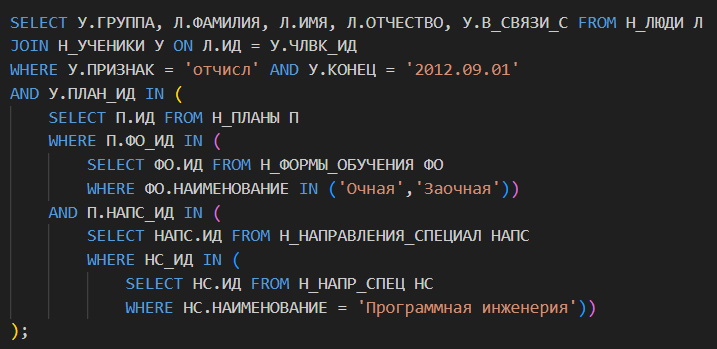 SELECT У.ГРУППА, Л.ФАМИЛИЯ, Л.ИМЯ, Л.ОТЧЕСТВО, У.В_СВЯЗИ_С FROM Н_ЛЮДИ Л
JOIN Н_УЧЕНИКИ У ON Л.ИД = У.ЧЛВК_ИД
WHERE У.ПРИЗНАК = 'отчисл' AND У.КОНЕЦ = '2012.09.01'
AND У.ПЛАН_ИД IN (
SELECT П.ИД FROM Н_ПЛАНЫ П
WHERE П.ФО_ИД IN (
SELECT ФО.ИД FROM Н_ФОРМЫ_ОБУЧЕНИЯ ФО
WHERE ФО.НАИМЕНОВАНИЕ IN ('Очная','Заочная'))
AND П.НАПС_ИД IN (
SELECT НАПС.ИД FROM Н_НАПРАВЛЕНИЯ_СПЕЦИАЛ НАПС
WHERE НС_ИД IN (
SELECT НС.ИД FROM Н_НАПР_СПЕЦ НС
WHERE НС.НАИМЕНОВАНИЕ = 'Программная инженерия'))
);